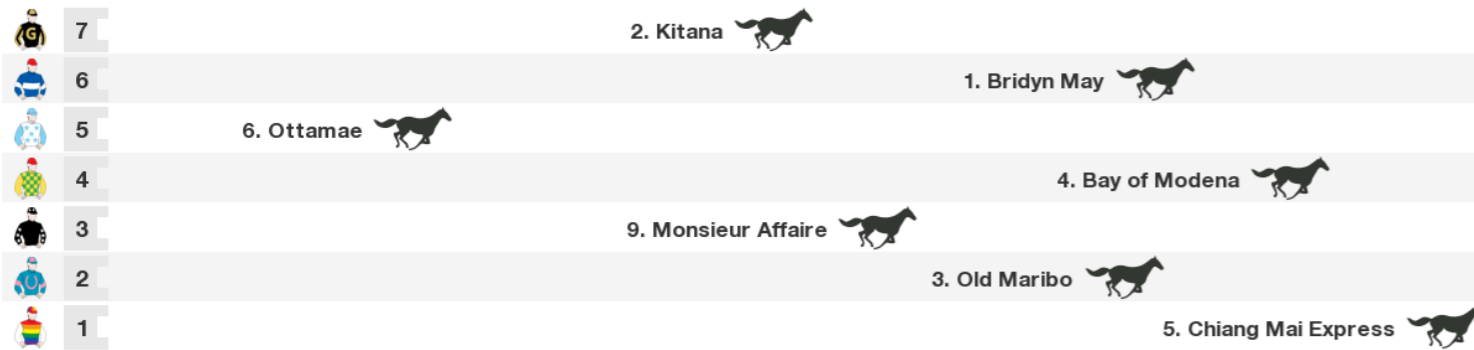 7 2. Kitana
6 1. Bridyn May
5 6. Ottamae
4 4. Bay of Modena
3 9. Monsieur Affaire
2 3. Old Maribo
1 5. Chiang Mai Express